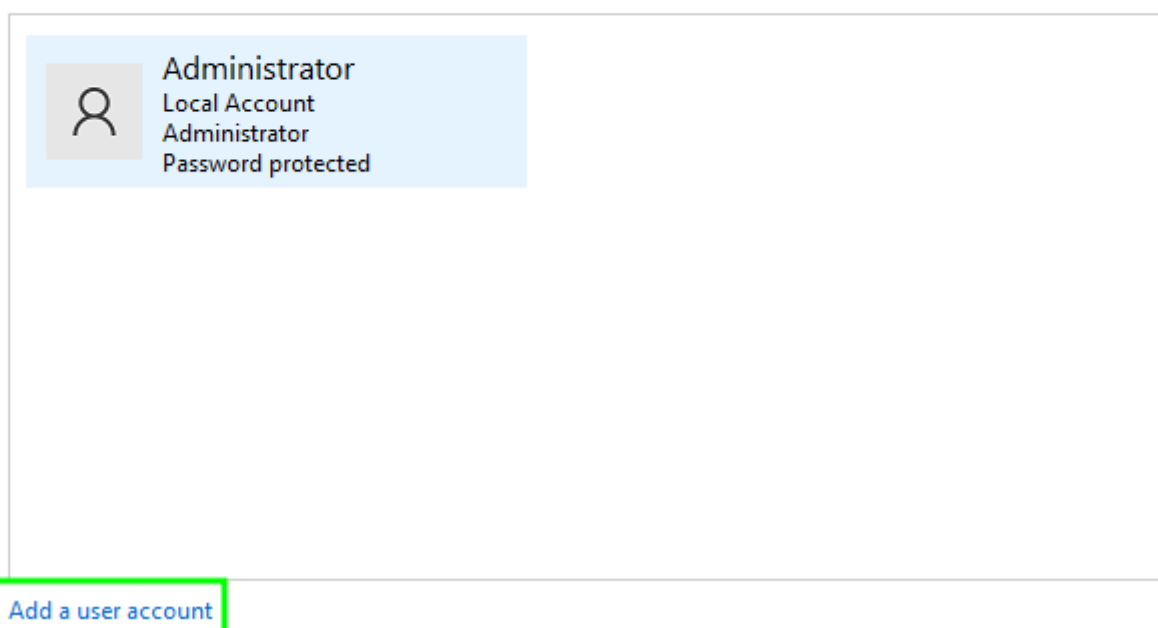 Administrator
Local Account
Administrator
Password protected
Add a user account